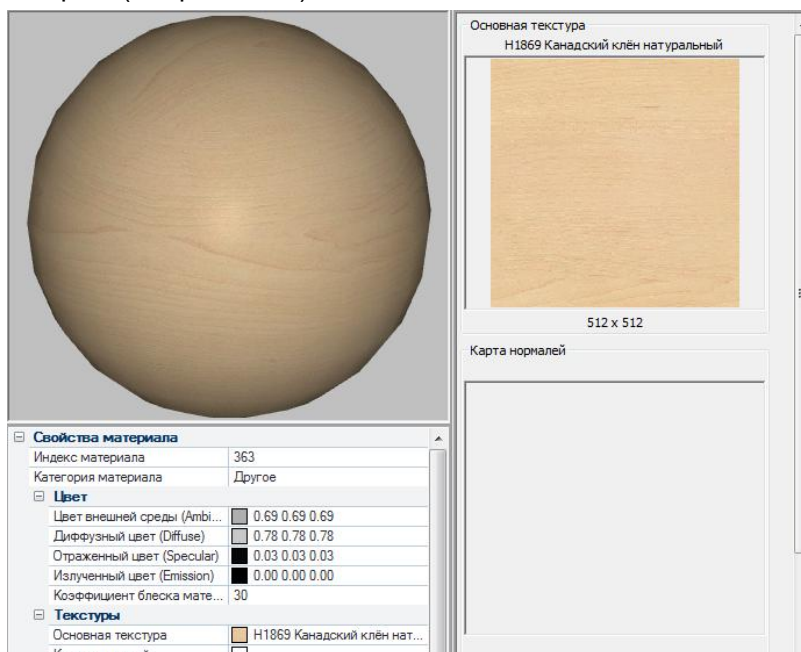 Основная текстура
H1869 Канадский клён натуральный
512 x 512
Карта нормалей
Свойства материала
Индекс материала 363
Категория материала Другое
Цвет
Цвет внешней среды (Ambi... 0.69 0.69 0.69
Диффузный цвет (Diffuse) 0.78 0.78 0.78
Отраженный цвет (Specular) 0.03 0.03 0.03
Излученный цвет (Emission) 0.00 0.00 0.00
Коэффициент блеска мате... 30
Текстуры
Основная текстура H1869 Канадский клён нат...